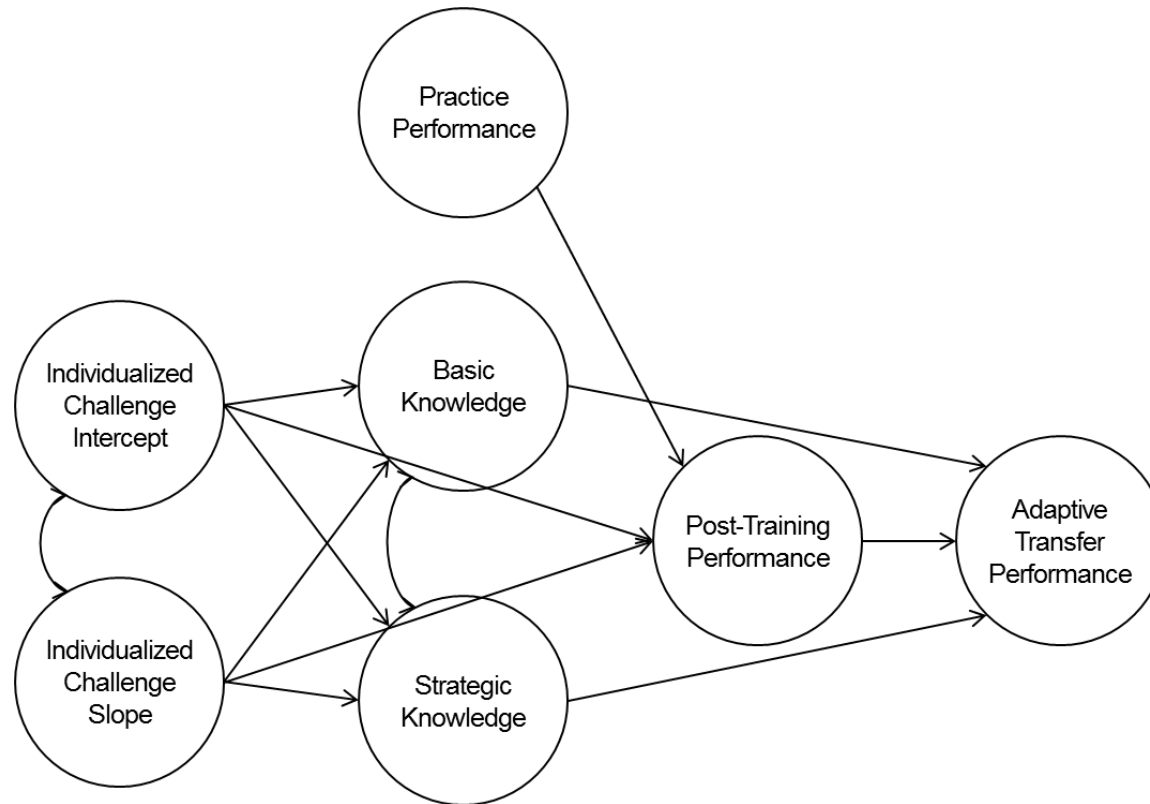 Practice
Performance
Individualized
Challenge
Intercept
Basic
Knowledge
Post-Training
Performance
Adaptive
Transfer
Performance
Individualized
Challenge
Slope
Strategic
Knowledge